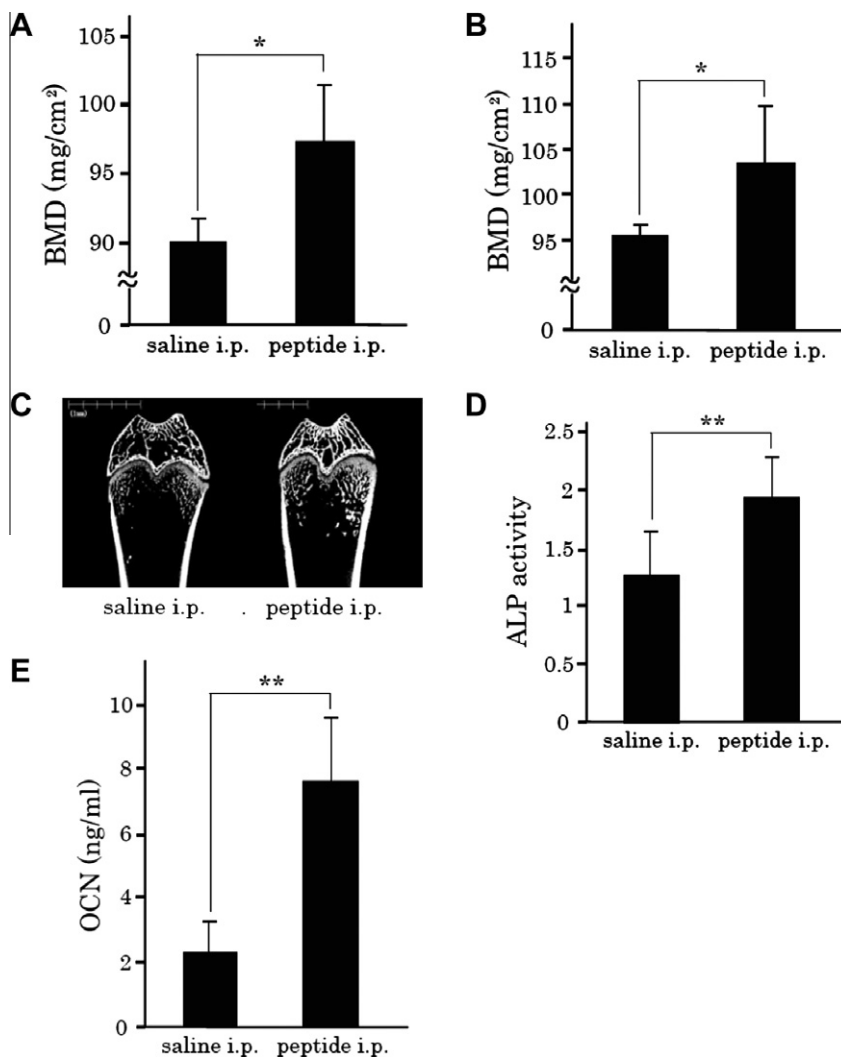 A
BMD (mg/cm²)
105
100
95
90
0
*
saline i.p. peptide i.p.
B
BMD (mg/cm²)
115
110
105
100
95
0
*
saline i.p. peptide i.p.
C
(1mm)
saline i.p. . peptide i.p.
D
ALP activity
2.5
2
1.5
1
0.5
0
**
saline i.p. peptide i.p.
E
OCN (ng/ml)
10
8
6
4
2
0
**
saline i.p. peptide i.p.